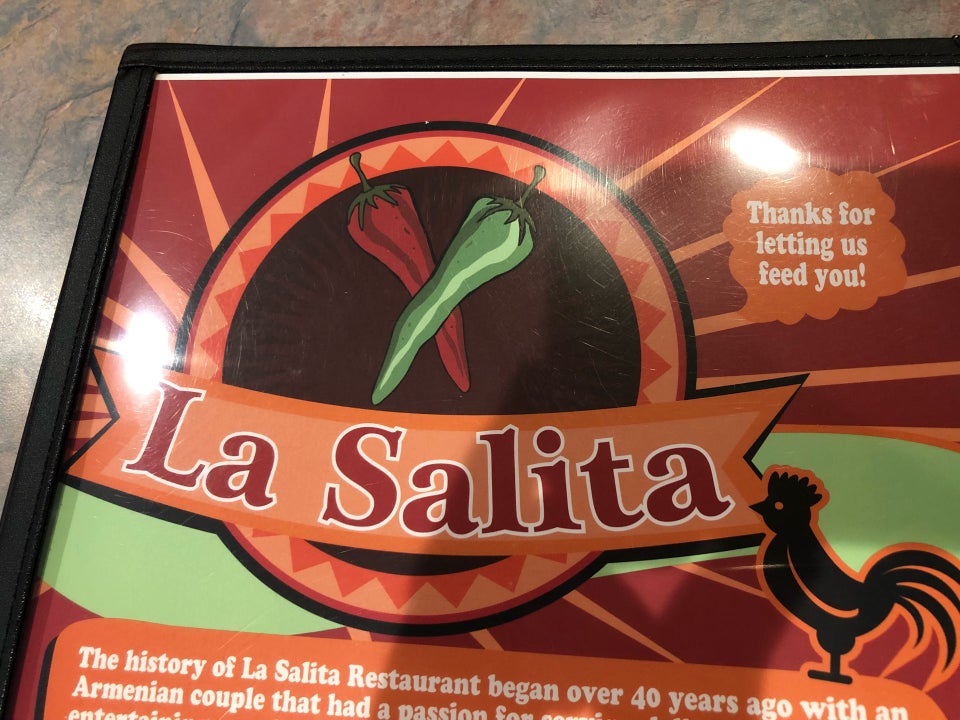 Thanks for
letting us
feed you!
La Salita
The history of La Salita Restaurant began over 40 years ago with an
Armenian couple that had a passion for